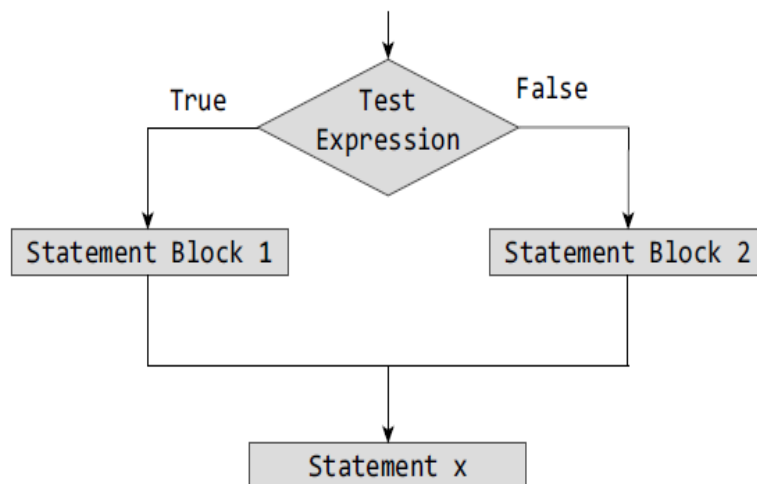 Test
Expression
True
False
Statement Block 1
Statement Block 2
Statement x